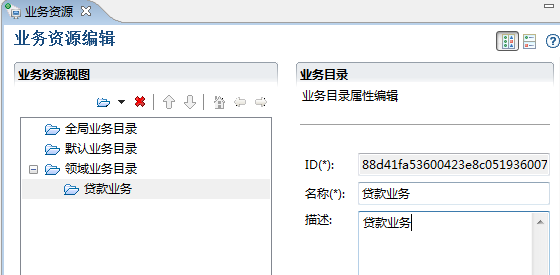 业务资源
业务资源编辑
业务资源视图
全局业务目录
默认业务目录
领域业务目录
贷款业务
业务目录
业务目录属性编辑
ID(*): 88d41fa53600423e8c051936007
名称(*): 贷款业务
描述: 贷款业务